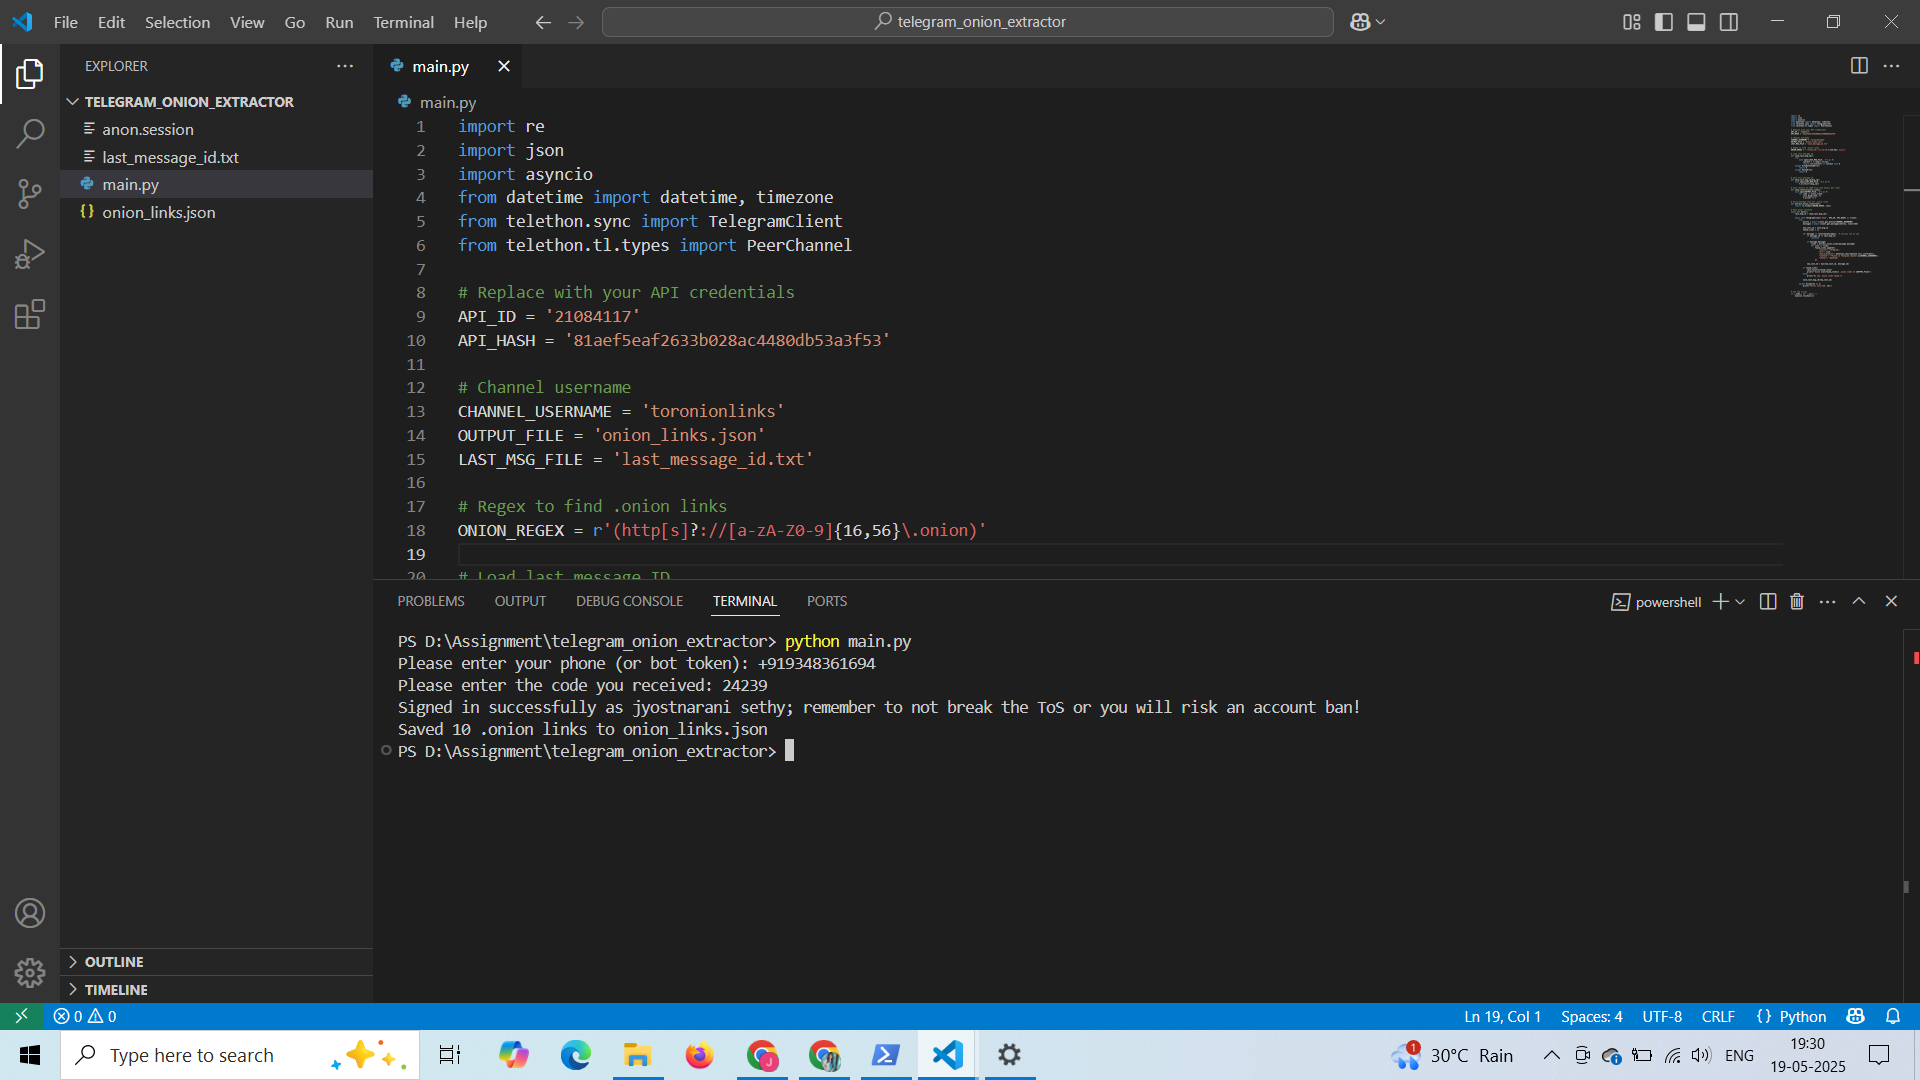 File Edit Selection View Go Run Terminal Help
telegram_onion_extractor
EXPLORER
TELEGRAM_ONION_EXTRACTOR
anon.session
last_message_id.txt
main.py
onion_links.json
OUTLINE
TIMELINE
main.py
main.py
1 import re
2 import json
3 import asyncio
4 from datetime import datetime, timezone
5 from telethon.sync import TelegramClient
6 from telethon.tl.types import PeerChannel
7
8 # Replace with your API credentials
9 API_ID = '21084117'
10 API_HASH = '81aef5eaf2633b028ac4480db53a3f53'
11
12 # Channel username
13 CHANNEL_USERNAME = 'toronionlinks'
14 OUTPUT_FILE = 'onion_links.json'
15 LAST_MSG_FILE = 'last_message_id.txt'
16
17 # Regex to find .onion links
18 ONION_REGEX = r'(http[s]?://[a-zA-Z0-9]{16,56}\.onion)'
19
20 # Load last message ID
PROBLEMS OUTPUT DEBUG CONSOLE TERMINAL PORTS
powershell
PS D:\Assignment\telegram_onion_extractor> python main.py
Please enter your phone (or bot token): +919348361694
Please enter the code you received: 24239
Signed in successfully as jyostnarani sethy; remember to not break the ToS or you will risk an account ban!
Saved 10 .onion links to onion_links.json
PS D:\Assignment\telegram_onion_extractor>
0 0
Ln 19, Col 1 Spaces: 4 UTF-8 CRLF {} Python
Type here to search
1
30°C Rain
ENG
19:30
19-05-2025